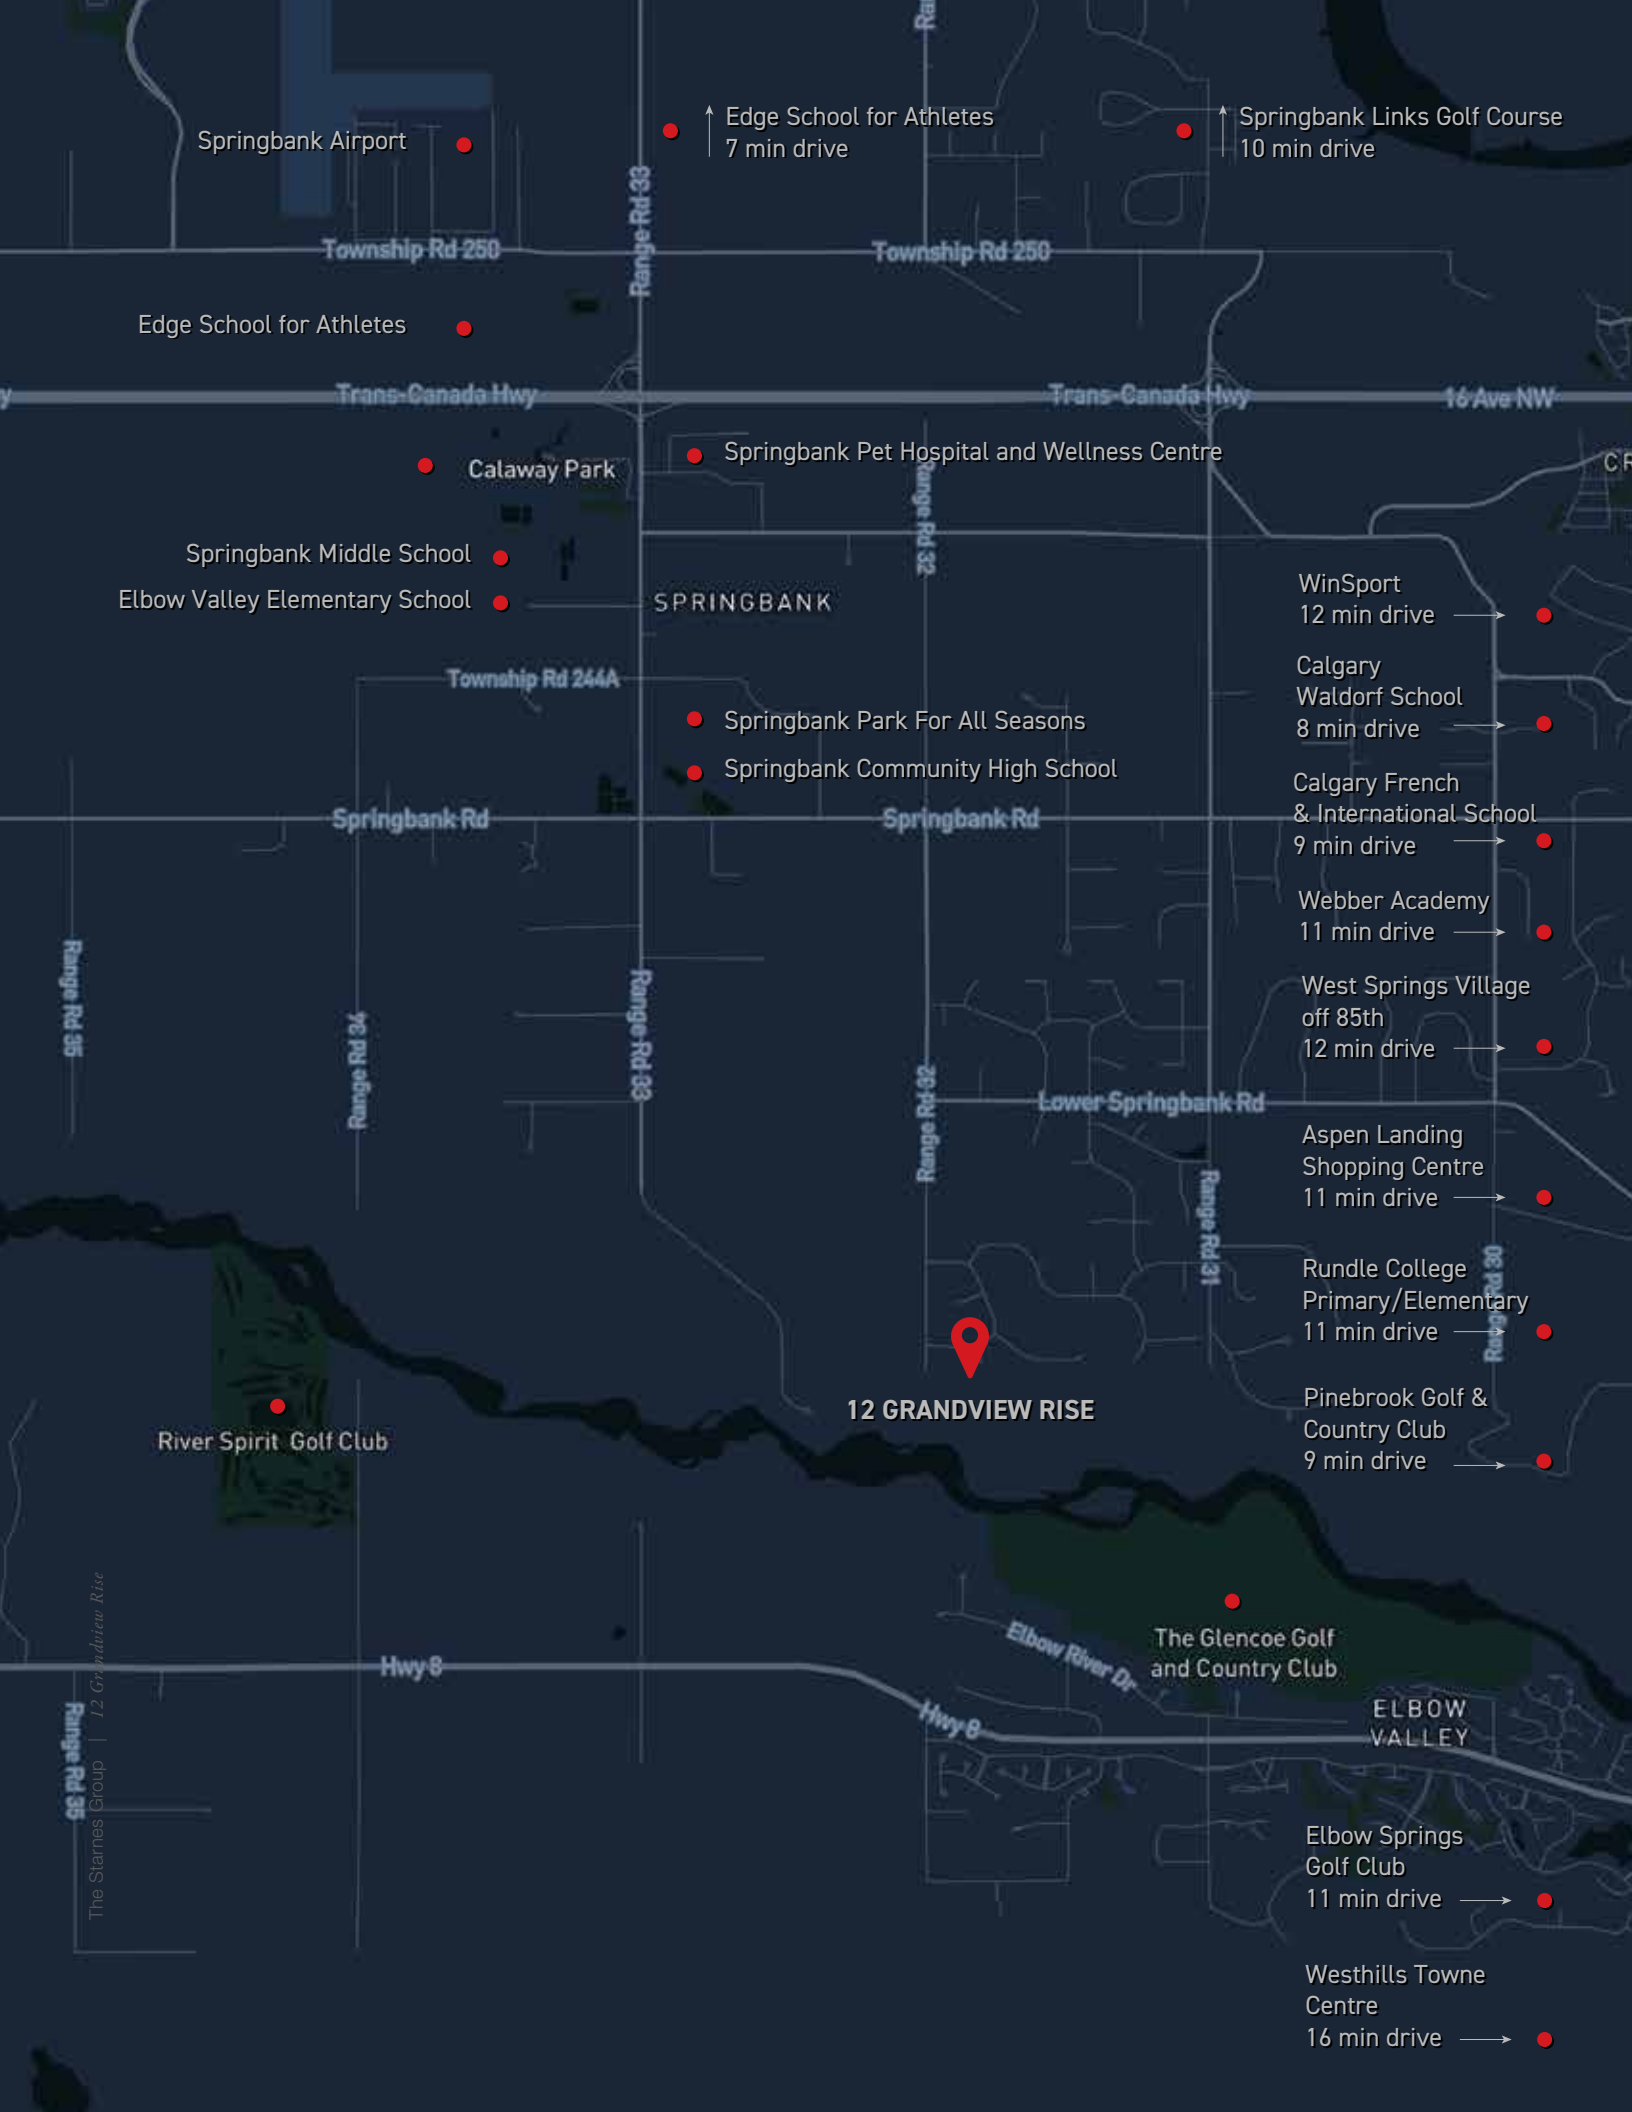 Ra
Edge School for Athletes
7 min drive
Springbank Links Golf Course
10 min drive
Springbank Airport
Range Rd 33
Township Rd 250
Township Rd 250
Edge School for Athletes
y
Trans-Canada Hwy
Trans-Canada Hwy
16 Ave NW
Springbank Pet Hospital and Wellness Centre
Calaway Park
CR
Range Rd 32
Springbank Middle School
Elbow Valley Elementary School
SPRINGBANK
WinSport
12 min drive
Township Rd 244A
Calgary
Waldorf School
8 min drive
Springbank Park For All Seasons
Springbank Community High School
Calgary French
& International School
9 min drive
Springbank Rd
Springbank Rd
Webber Academy
11 min drive
Range Rd 35
Range Rd 34
Range Rd 33
West Springs Village
off 85th
12 min drive
Range Rd 32
Lower Springbank Rd
Aspen Landing
Shopping Centre
11 min drive
Range Rd 31
Range Rd 30
Rundle College
Primary/Elementary
11 min drive
12 GRANDVIEW RISE
Pinebrook Golf &
Country Club
9 min drive
River Spirit Golf Club
The Glencoe Golf
and Country Club
Elbow River Dr
Hwy 8
Hwy 8
ELBOW
VALLEY
Range Rd 35
The Starnes Group | 12 Grandview Rise
Elbow Springs
Golf Club
11 min drive
Westhills Towne
Centre
16 min drive